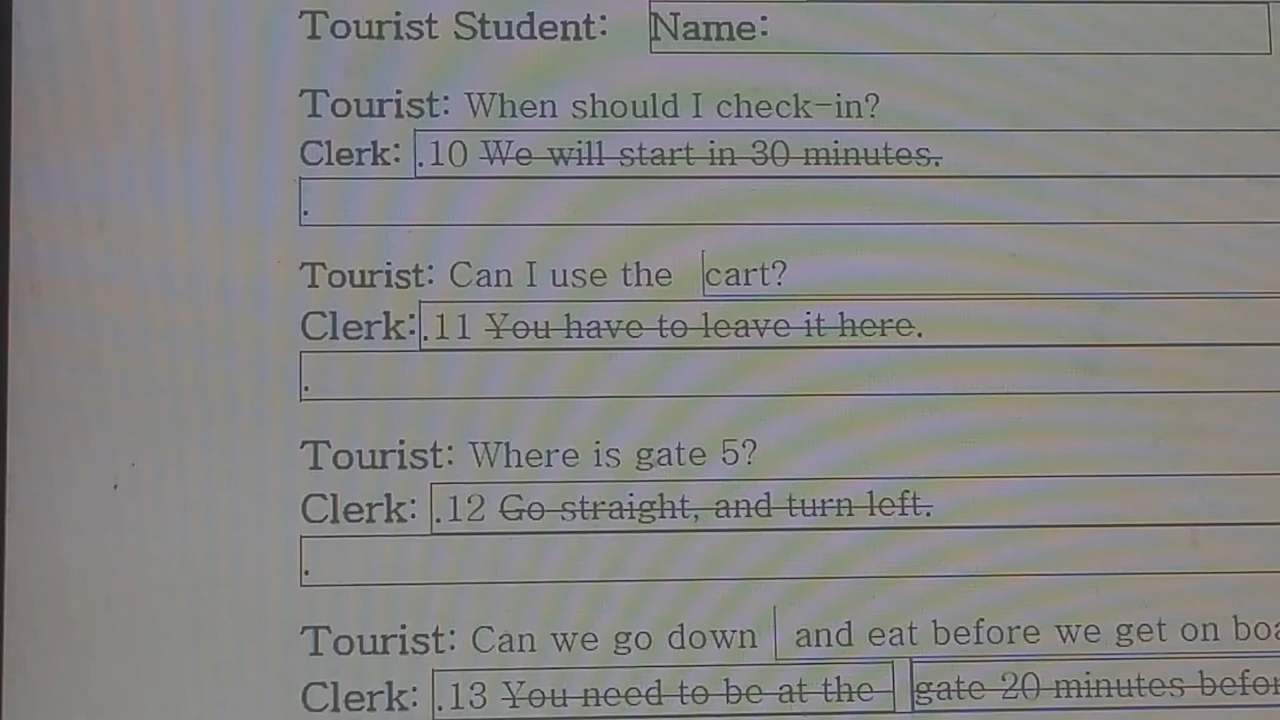 Tourist Student: Name:
Tourist: When should I check-in?
Clerk: .10 We will start in 30 minutes.
.
Tourist: Can I use the cart?
Clerk: .11 You have to leave it here.
.
Tourist: Where is gate 5?
Clerk: .12 Go straight, and turn left.
.
Tourist: Can we go down and eat before we get on
Clerk: .13 You need to be at the gate 20 minutes